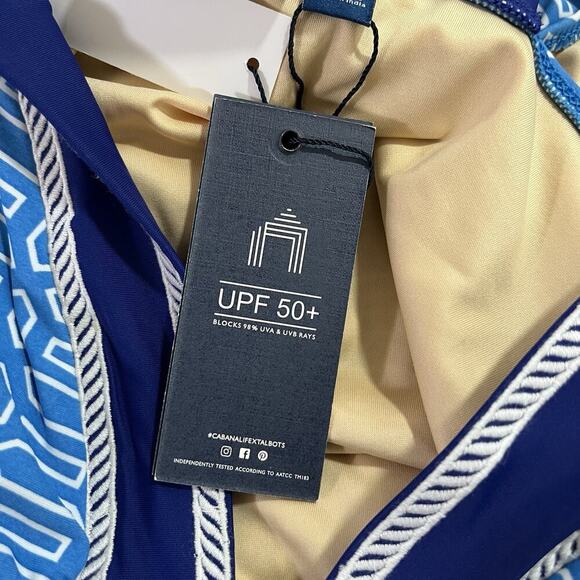 India
UPF 50+
BLOCKS 98% UVA & UVB RAYS
#CABANALIFEXTALBOTS
INDEPENDENTLY TESTED ACCORDING TO AATCC TM183